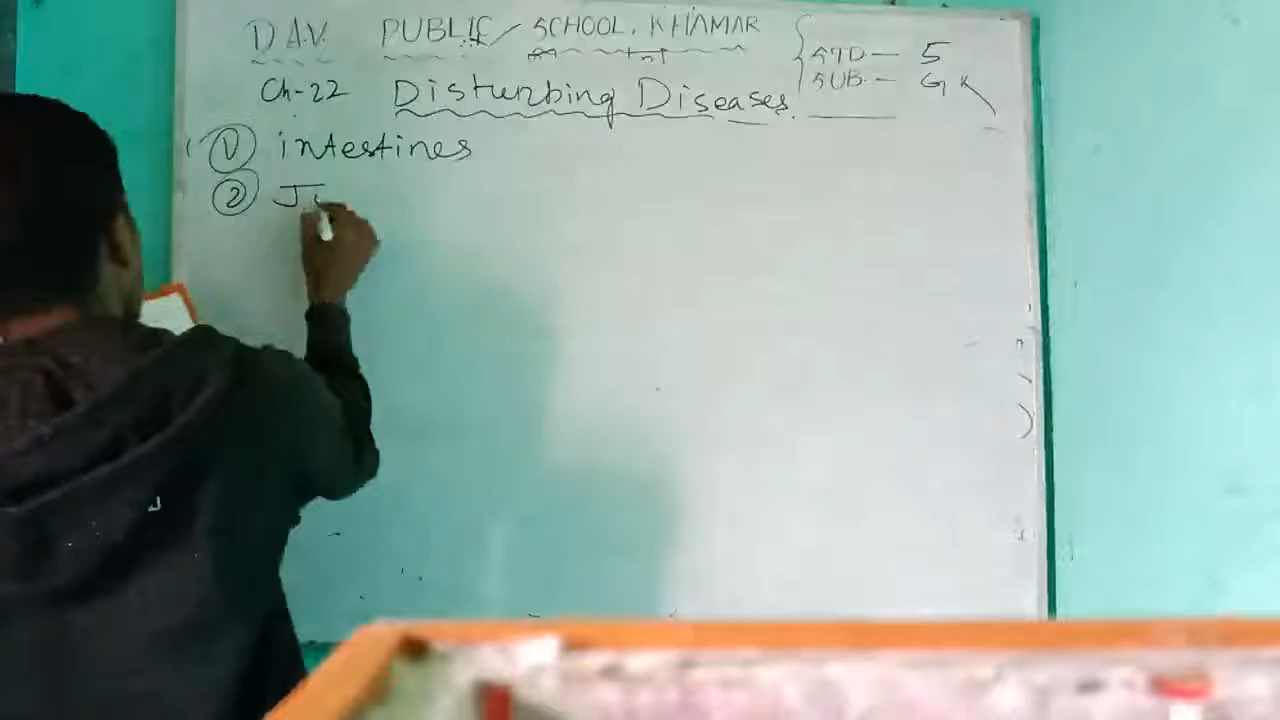 D.A.V. PUBLIC SCHOOL, KHAMAR
STD - 5
SUB - GK
Ch-22 Disturbing Diseases.
① intestines
②